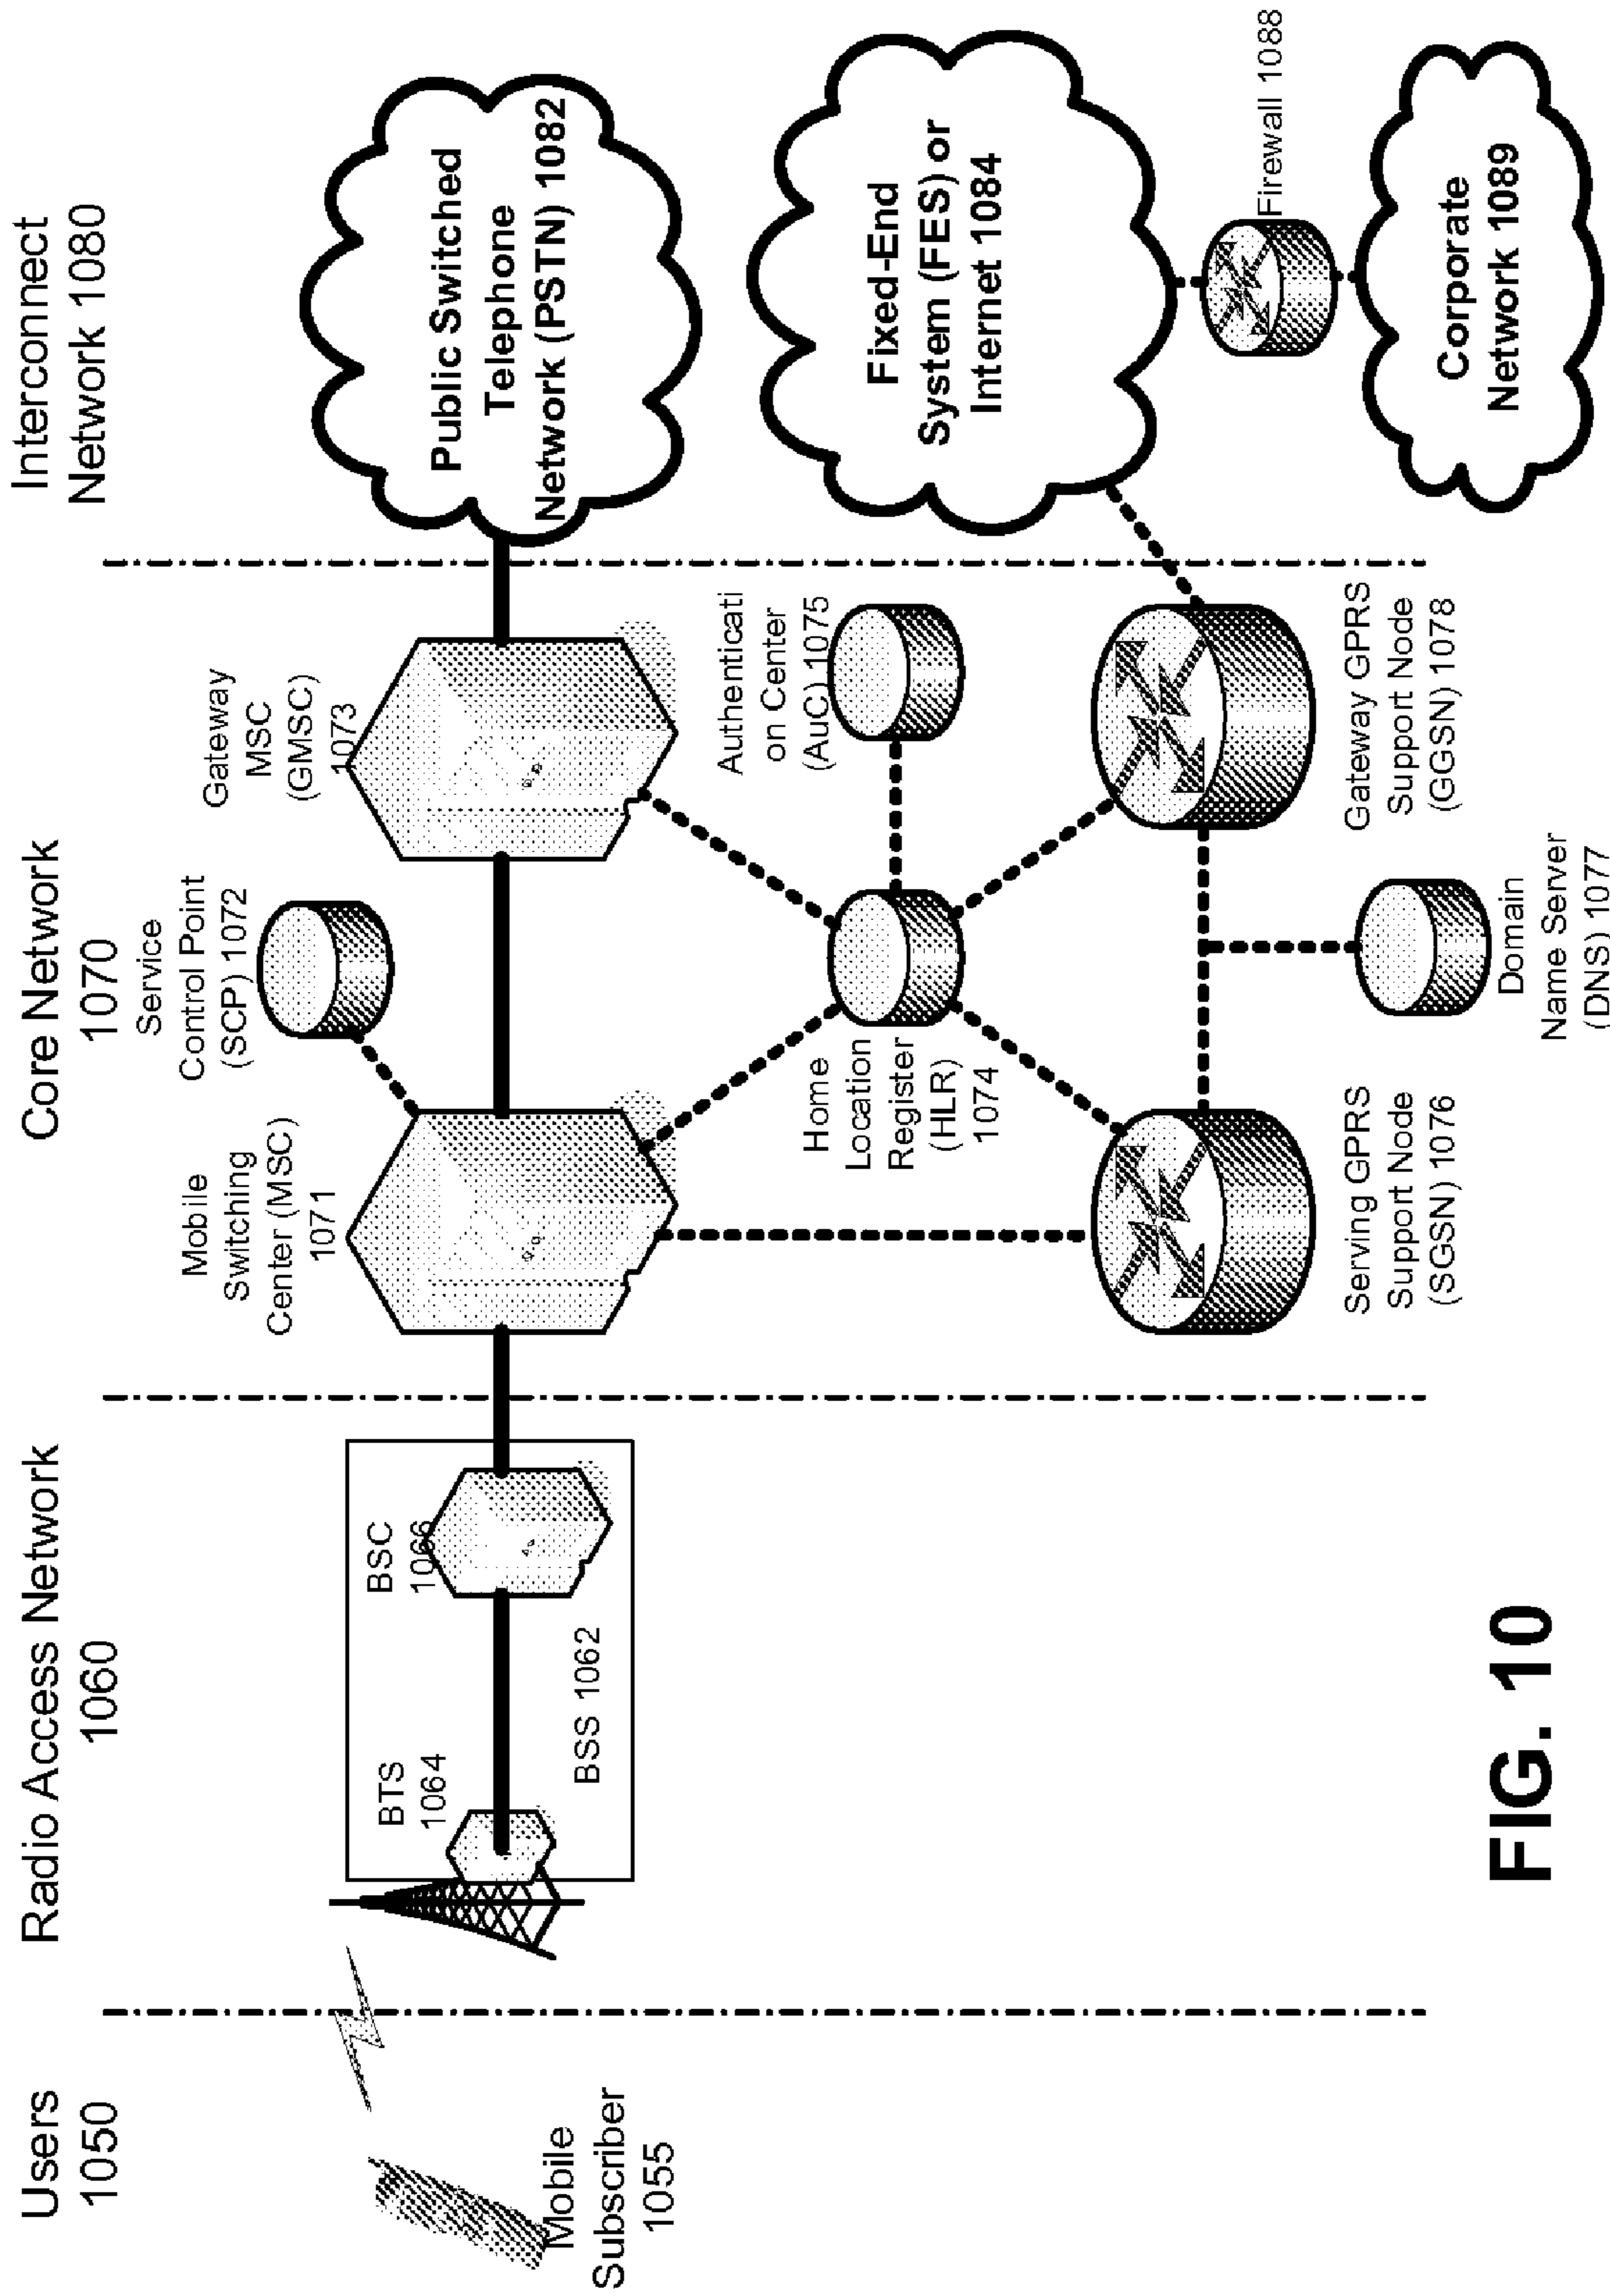 Users
1050
Radio Access Network
1060
Core Network
1070
Interconnect
Network 1080
Mobile
Subscriber
1055
BTS
1064
BSC
1066
BSS 1062
Mobile
Switching
Center (MSC)
1071
Service
Control Point
(SCP) 1072
Gateway
MSC
(GMSC)
1073
Public Switched
Telephone
Network (PSTN) 1082
Home
Location
Register
(HLR)
1074
Authenticati
on Center
(AuC) 1075
Fixed-End
System (FES) or
Internet 1084
Serving GPRS
Support Node
(SGSN) 1076
Gateway GPRS
Support Node
(GGSN) 1078
Firewall 1088
Domain
Name Server
(DNS) 1077
Corporate
Network 1089
FIG. 10